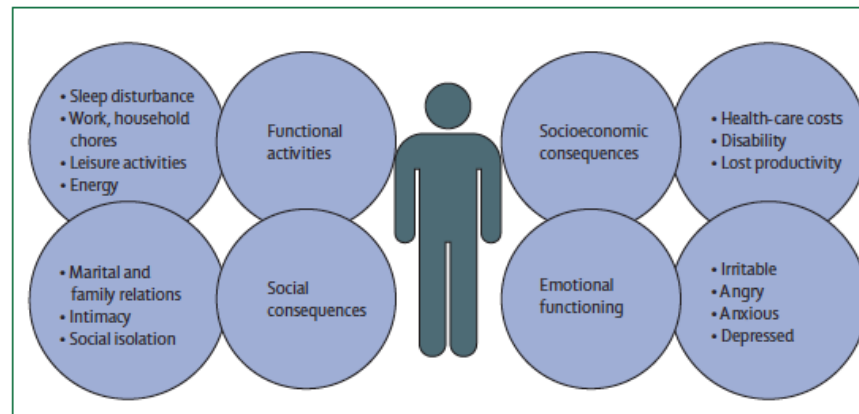 • Sleep disturbance
• Work, household
chores
• Leisure activities
• Energy
Functional
activities
Socioeconomic
consequences
• Health-care costs
• Disability
• Lost productivity
• Marital and
family relations
• Intimacy
• Social isolation
Social
consequences
Emotional
functioning
• Irritable
• Angry
• Anxious
• Depressed